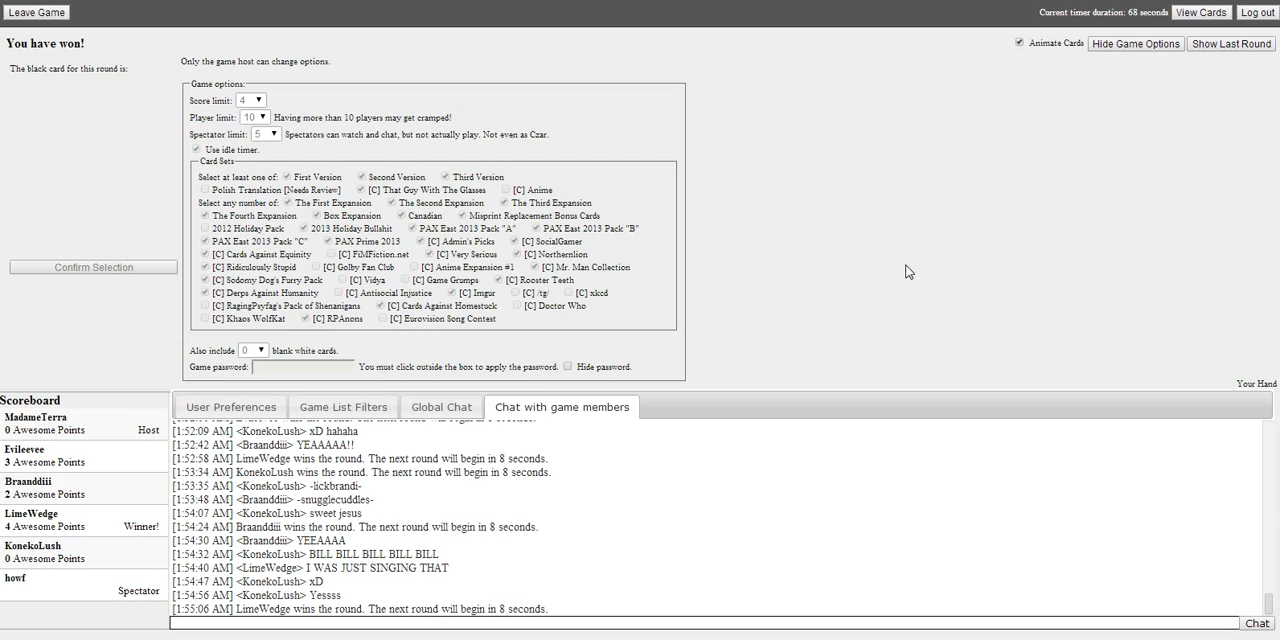 Leave Game
Current timer duration: 68 seconds
View Cards
Log out
You have won!
Animate Cards
Hide Game Options
Show Last Round
The black card for this round is:
Only the game host can change options.
Game options:
Score limit: 4
Player limit: 10 Having more than 10 players may get cramped!
Spectator limit: 5 Spectators can watch and chat, but not actually play. Not even as Czar.
Use idle timer.
Card Sets
Select at least one of: First Version Second Version Third Version
Polish Translation [Needs Review] [C] That Guy With The Glasses [C] Anime
Select any number of: The First Expansion The Second Expansion The Third Expansion
The Fourth Expansion Box Expansion Canadian Misprint Replacement Bonus Cards
2012 Holiday Pack 2013 Holiday Bullshit PAX East 2013 Pack "A" PAX East 2013 Pack "B"
PAX East 2013 Pack "C" PAX Prime 2013 [C] Admin's Picks [C] SocialGamer
[C] Cards Against Equinity [C] FiMFiction.net [C] Very Serious [C] Northernlion
[C] Ridiculously Stupid [C] Golby Fan Club [C] Anime Expansion #1 [C] Mr. Man Collection
[C] Sodomy Dog's Furry Pack [C] Vidya [C] Game Grumps [C] Rooster Teeth
[C] Derps Against Humanity [C] Antisocial Injustice [C] Imgur [C] /tg/ [C] xkcd
[C] RagingPsyfag's Pack of Shenanigans [C] Cards Against Homestuck [C] Doctor Who
[C] Khaos WolfKat [C] RPAnons [C] Eurovision Song Contest
Confirm Selection
Also include 0 blank white cards.
Game password: You must click outside the box to apply the password. Hide password.
Your Hand
Scoreboard
MadameTerra
0 Awesome Points Host
Evileevee
3 Awesome Points
Braanddiii
2 Awesome Points
LimeWedge
4 Awesome Points Winner!
KonekoLush
0 Awesome Points
howf
Spectator
User Preferences
Game List Filters
Global Chat
Chat with game members
[1:52:09 AM] <KonekoLush> xD hahaha
[1:52:42 AM] <Braanddiii> YEAAAAA!!
[1:52:58 AM] LimeWedge wins the round. The next round will begin in 8 seconds.
[1:53:34 AM] KonekoLush wins the round. The next round will begin in 8 seconds.
[1:53:35 AM] <KonekoLush> -lickbrandi-
[1:53:48 AM] <Braanddiii> -snugglecuddles-
[1:54:07 AM] <KonekoLush> sweet jesus
[1:54:24 AM] Braanddiii wins the round. The next round will begin in 8 seconds.
[1:54:30 AM] <Braanddiii> YEEAAAA
[1:54:32 AM] <KonekoLush> BILL BILL BILL BILL BILL
[1:54:40 AM] <LimeWedge> I WAS JUST SINGING THAT
[1:54:47 AM] <KonekoLush> xD
[1:54:56 AM] <KonekoLush> Yessss
[1:55:06 AM] LimeWedge wins the round. The next round will begin in 8 seconds.
Chat